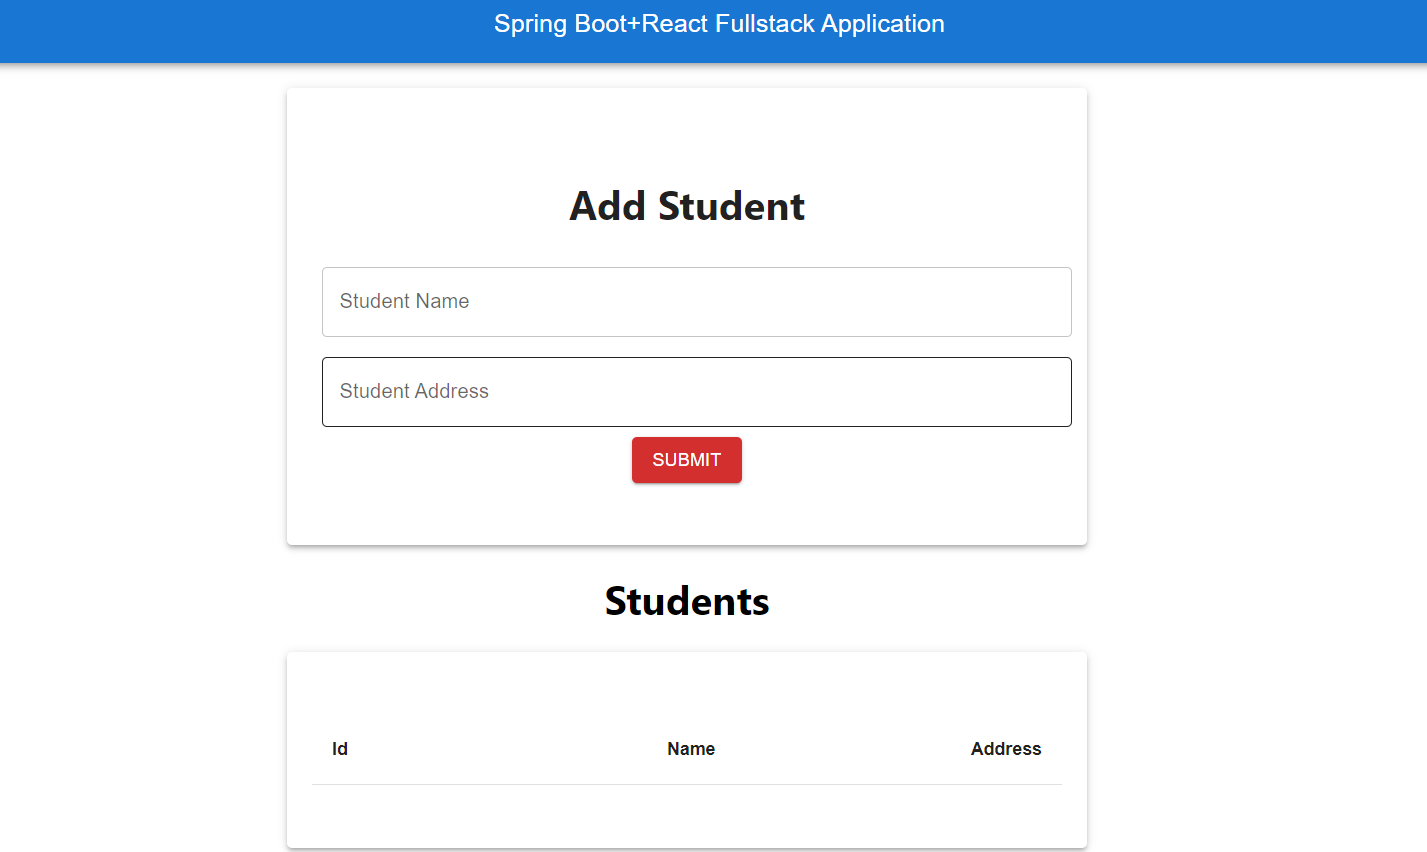 Spring Boot+React Fullstack Application
Add Student
Student Name
Student Address
SUBMIT
Students
Id Name Address